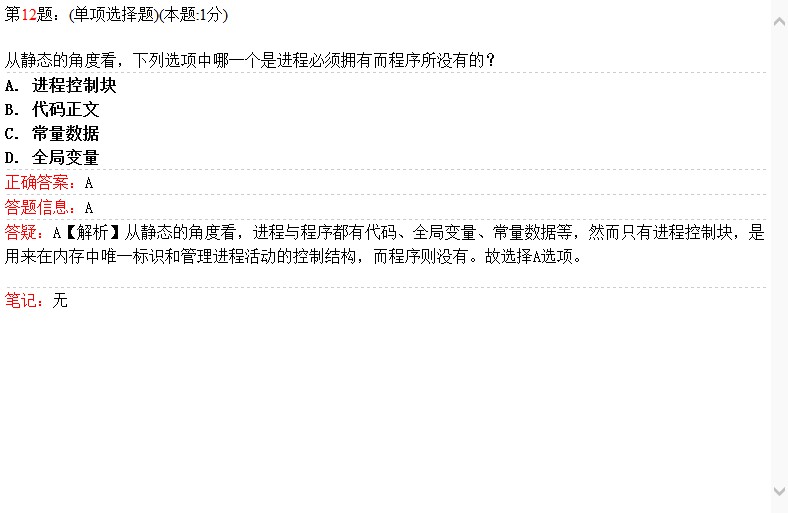 第12题：(单项选择题)(本题:1分)
从静态的角度看，下列选项中哪一个是进程必须拥有而程序所没有的？
A. 进程控制块
B. 代码正文
C. 常量数据
D. 全局变量
正确答案：A
答题信息：A
答疑：A【解析】从静态的角度看，进程与程序都有代码、全局变量、常量数据等，然而只有进程控制块，是
用来在内存中唯一标识和管理进程活动的控制结构，而程序则没有。故选择A选项。
笔记：无